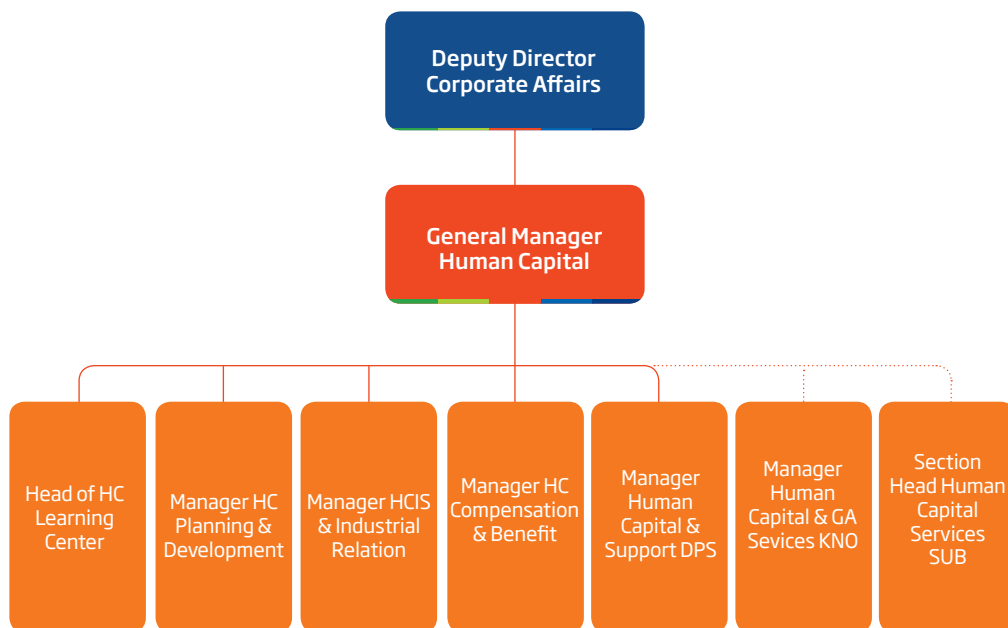 Deputy Director
Corporate Affairs
General Manager
Human Capital
Head of HC
Learning
Center
Manager HC
Planning &
Development
Manager HCIS
& Industrial
Relation
Manager HC
Compensation
& Benefit
Manager
Human
Capital &
Support DPS
Manager
Human
Capital & GA
Sevices KNO
Section
Head Human
Capital
Services
SUB